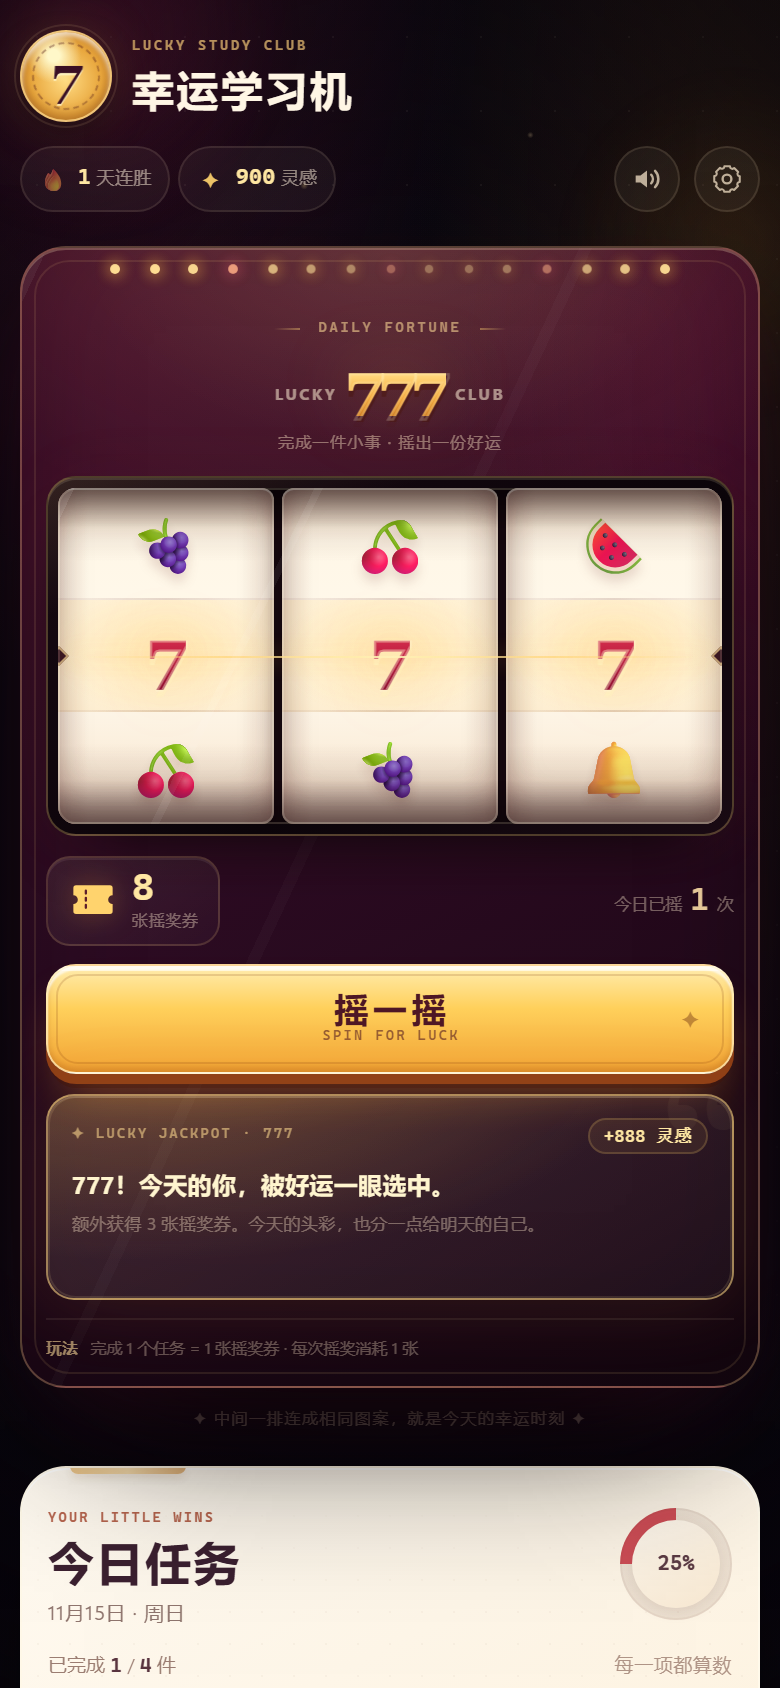 7
LUCKY STUDY CLUB
幸运学习机
1 天连胜
900 灵感
DAILY FORTUNE
LUCKY 777 CLUB
完成一件小事 · 摇出一份好运
7 7 7
8
张摇奖券
今日已摇 1 次
摇一摇
SPIN FOR LUCK
✦ LUCKY JACKPOT · 777
+888 灵感
777！今天的你，被好运一眼选中。
额外获得 3 张摇奖券。今天的头彩，也分一点给明天的自己。
玩法 完成 1 个任务 = 1 张摇奖券 · 每次摇奖消耗 1 张
✦ 中间一排连成相同图案，就是今天的幸运时刻 ✦
YOUR LITTLE WINS
今日任务
25%
11月15日 · 周日
已完成 1 / 4 件
每一项都算数